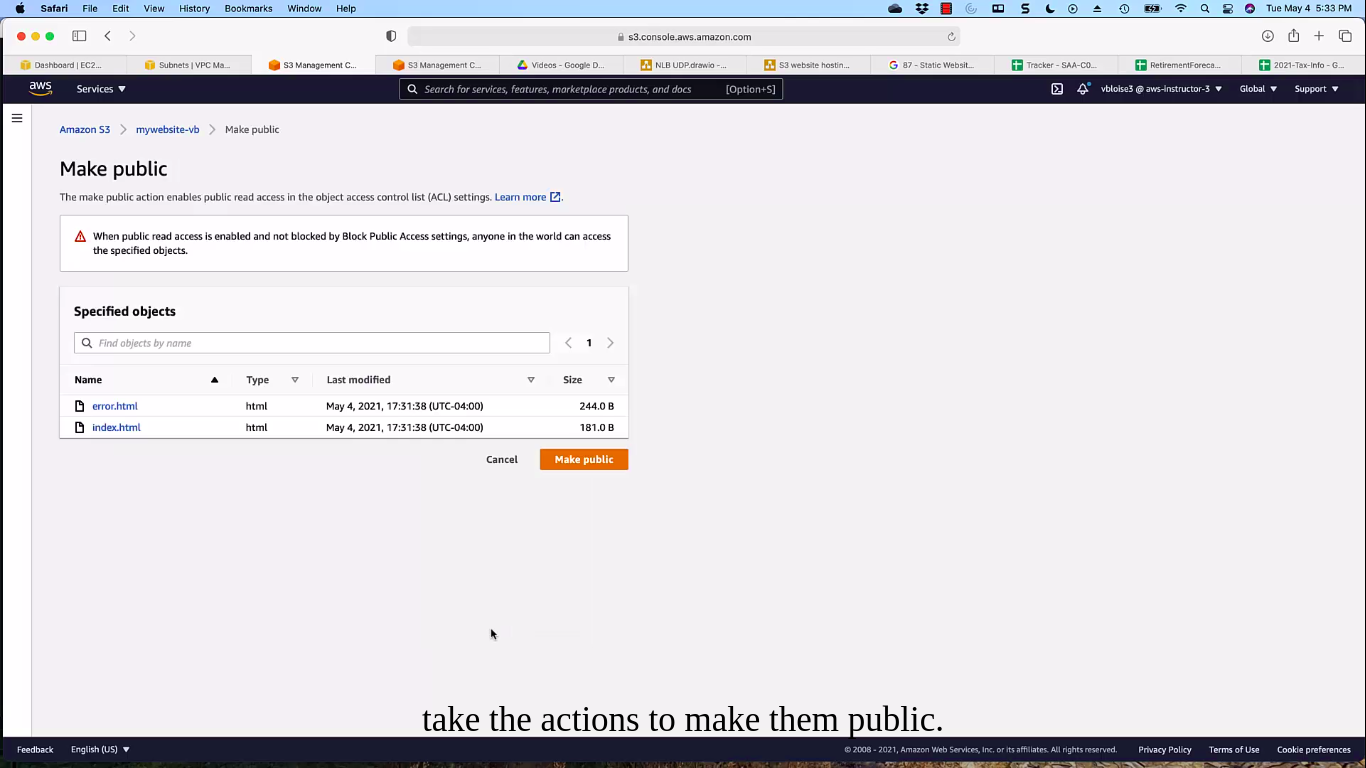 Safari File Edit View History Bookmarks Window Help Tue May 4 5:33 PM
s3.console.aws.amazon.com
Dashboard | EC2... Subnets | VPC Ma... S3 Management C... S3 Management C... Videos - Google D... NLB UDP.drawio - ... S3 website hostin... 87 - Static Websit... Tracker - SAA-C0... RetirementForeca... 2021-Tax-Info - G...
aws Services Search for services, features, marketplace products, and docs [Option+S] vbloise3 @ aws-instructor-3 Global Support
Amazon S3 mywebsite-vb Make public
Make public
The make public action enables public read access in the object access control list (ACL) settings. Learn more.
When public read access is enabled and not blocked by Block Public Access settings, anyone in the world can access
the specified objects.
Specified objects
Find objects by name 1
Name Type Last modified Size
error.html html May 4, 2021, 17:31:38 (UTC-04:00) 244.0 B
index.html html May 4, 2021, 17:31:38 (UTC-04:00) 181.0 B
Cancel Make public
take the actions to make them public.
Feedback English (US) © 2008 - 2021, Amazon Web Services, Inc. or its affiliates. All rights reserved. Privacy Policy Terms of Use Cookie preferences